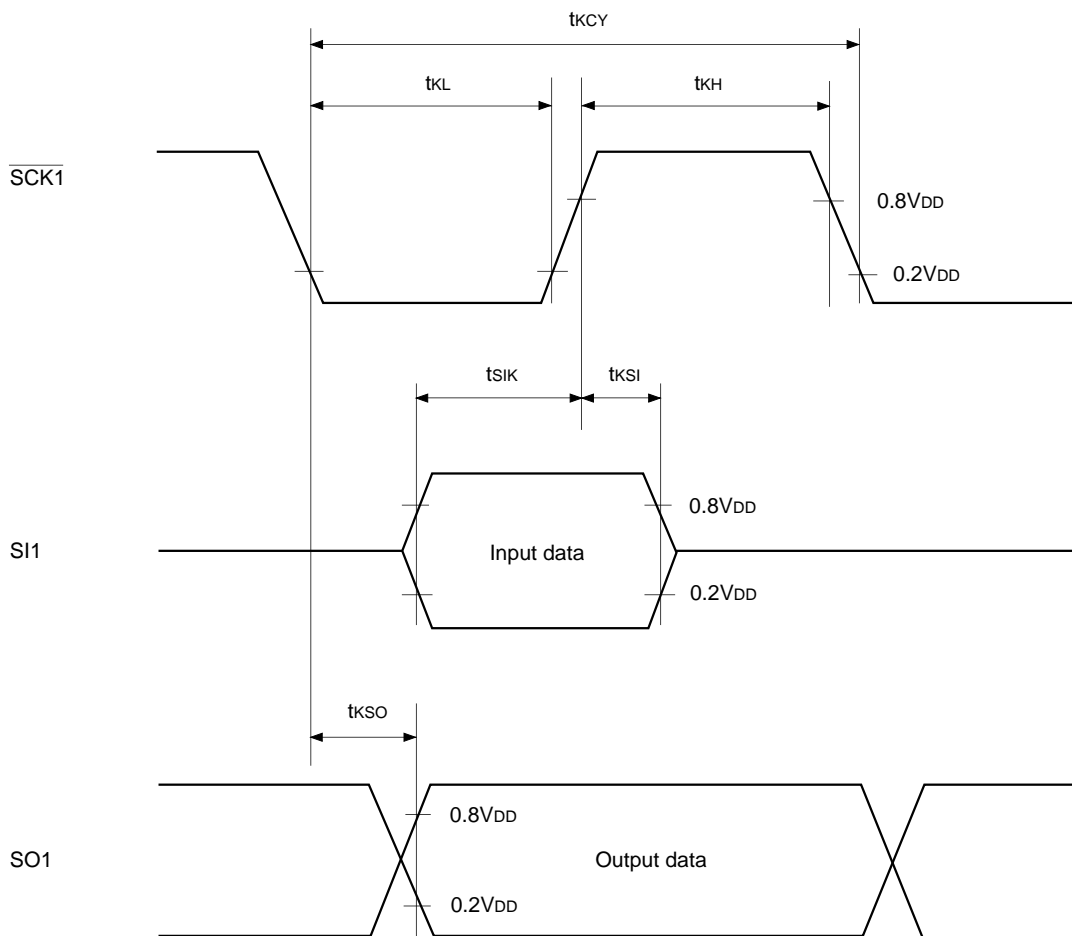 tKCY
tKL
tKH
SCK1
0.8VDD
0.2VDD
tSIK
tKSI
0.8VDD
SI1
Input data
0.2VDD
tKSO
0.8VDD
SO1
Output data
0.2VDD